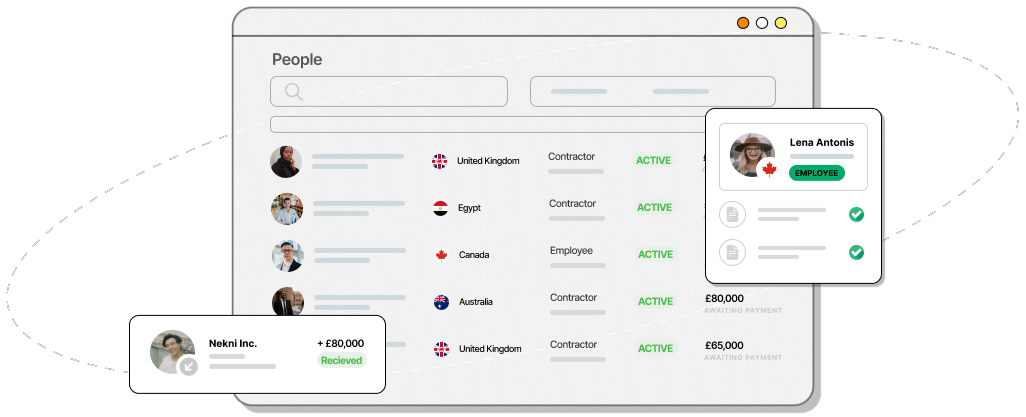 People
United Kingdom Contractor ACTIVE
Egypt Contractor ACTIVE
Canada Employee ACTIVE
Australia Contractor ACTIVE £80,000
AWAITING PAYMENT
United Kingdom Contractor ACTIVE £65,000
AWAITING PAYMENT
Lena Antonis
EMPLOYEE
Nekni Inc. + £80,000
Recieved